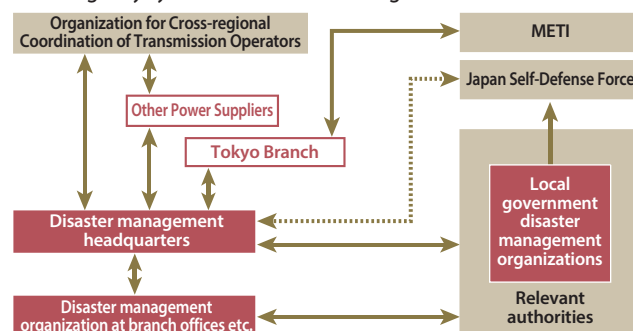 Organization for Cross-regional
Coordination of Transmission Operators
METI
Japan Self-Defense Force
Other Power Suppliers
Tokyo Branch
Local
government
disaster
management
organizations
Disaster management
headquarters
Relevant
authorities
Disaster management
organization at branch offices etc.